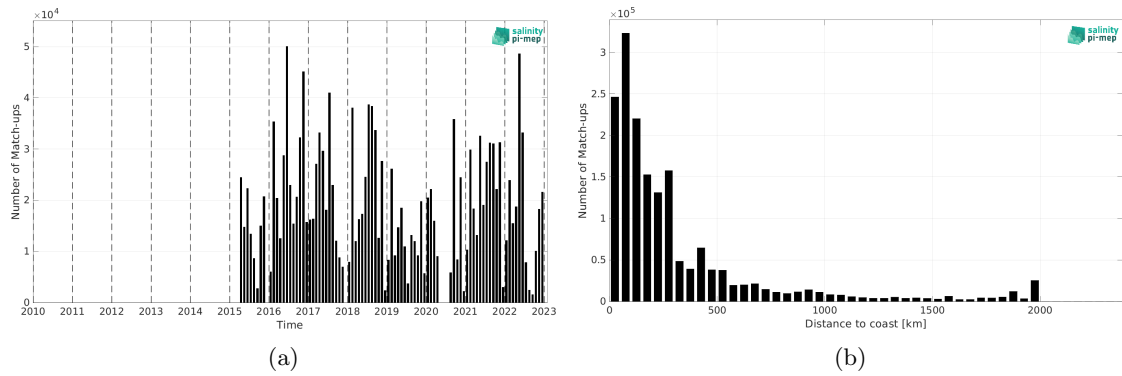 ×10⁴
salinity
pi-mep
5
4
3
2
1
0
Number of Match-ups
2010 2011 2012 2013 2014 2015 2016 2017 2018 2019 2020 2021 2022 2023
Time
(a)
×10⁵
salinity
pi-mep
3
2.5
2
1.5
1
0.5
0
Number of Match-ups
0 500 1000 1500 2000
Distance to coast [km]
(b)